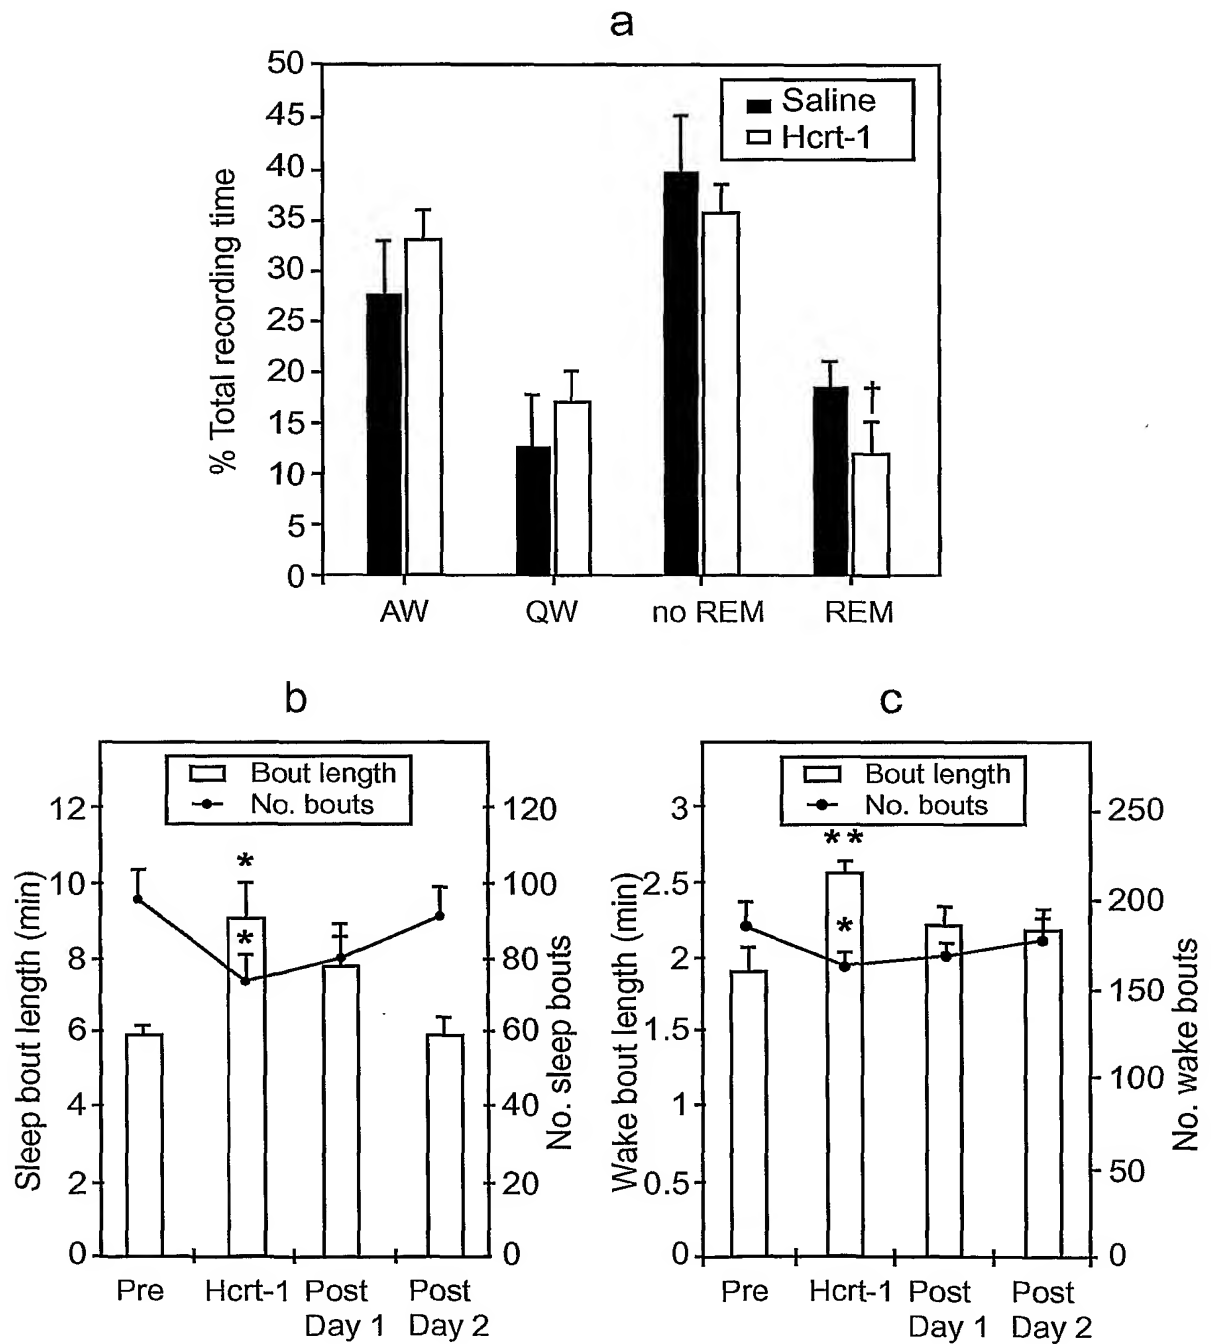 a
50
45
40
35
30
25
20
15
10
5
0
% Total recording time
Saline
Hcrt-1
†
AW
QW
no REM
REM
b
Bout length
No. bouts
12
10
8
6
4
2
0
Sleep bout length (min)
*
*
120
100
80
60
40
20
0
No. sleep bouts
Pre
Hcrt-1
Post Day 1
Post Day 2
c
Bout length
No. bouts
3
2.5
2
1.5
1
0.5
0
Wake bout length (min)
**
*
250
200
150
100
50
0
No. wake bouts
Pre
Hcrt-1
Post Day 1
Post Day 2